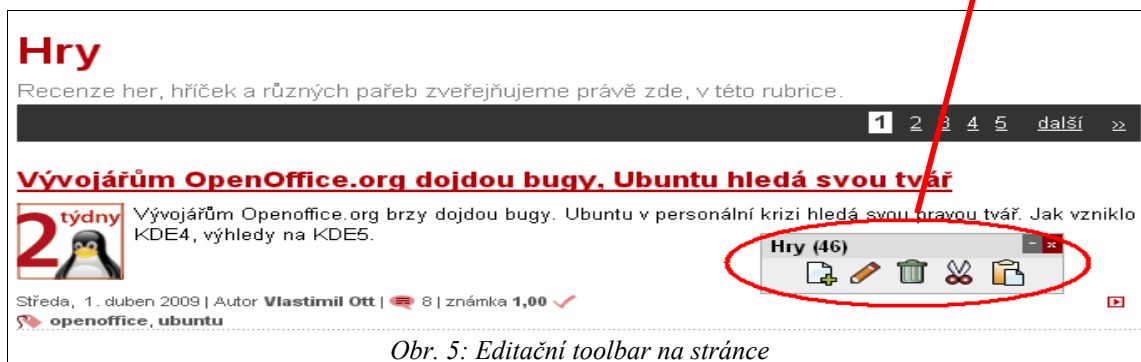 Hry
Recenze her, hříček a různých pařeb zveřejňujeme právě zde, v této rubrice.
1 2 3 4 5 další >>
Vývojářům OpenOffice.org dojdou bugy, Ubuntu hledá svou tvář
2 týdny
Vývojářům Openoffice.org brzy dojdou bugy. Ubuntu v personální krizi hledá svou pravou tvář. Jak vzniklo
KDE4, výhledy na KDE5.
Hry (46)
Středa, 1. duben 2009 | Autor Vlastimil Ott | 8 | známka 1,00
openoffice, ubuntu
Obr. 5: Editační toolbar na stránce